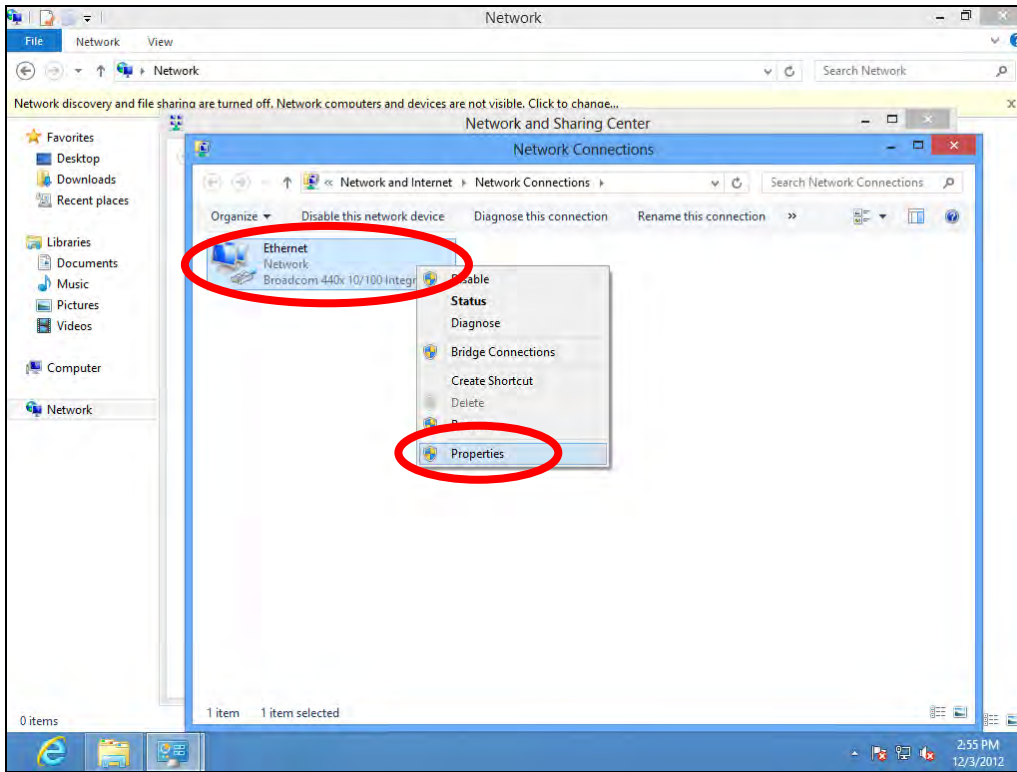 Network
File Network View
Network
Search Network
Network discovery and file sharing are turned off. Network computers and devices are not visible. Click to change...
x
Network and Sharing Center
Network Connections
Favorites
Desktop
Downloads
Recent places
Libraries
Documents
Music
Pictures
Videos
Computer
Network
« Network and Internet Network Connections
Search Network Connections
Organize Disable this network device Diagnose this connection Rename this connection »
Ethernet
Network
Broadcom 440x 10/100
Disable
Status
Diagnose
Bridge Connections
Create Shortcut
Delete
Properties
1 item 1 item selected
0 items
2:55 PM
12/3/2012